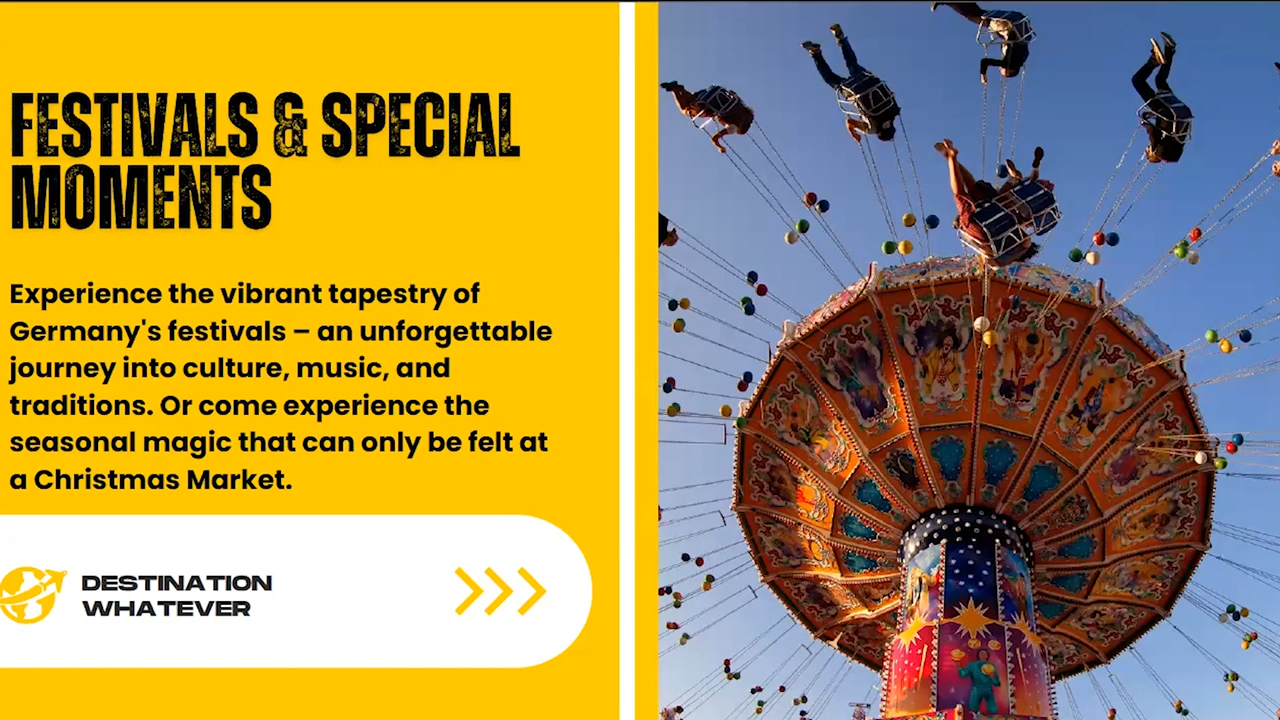 FESTIVALS & SPECIAL
MOMENTS
Experience the vibrant tapestry of
Germany's festivals – an unforgettable
journey into culture, music, and
traditions. Or come experience the
seasonal magic that can only be felt at
a Christmas Market.
DESTINATION
WHATEVER